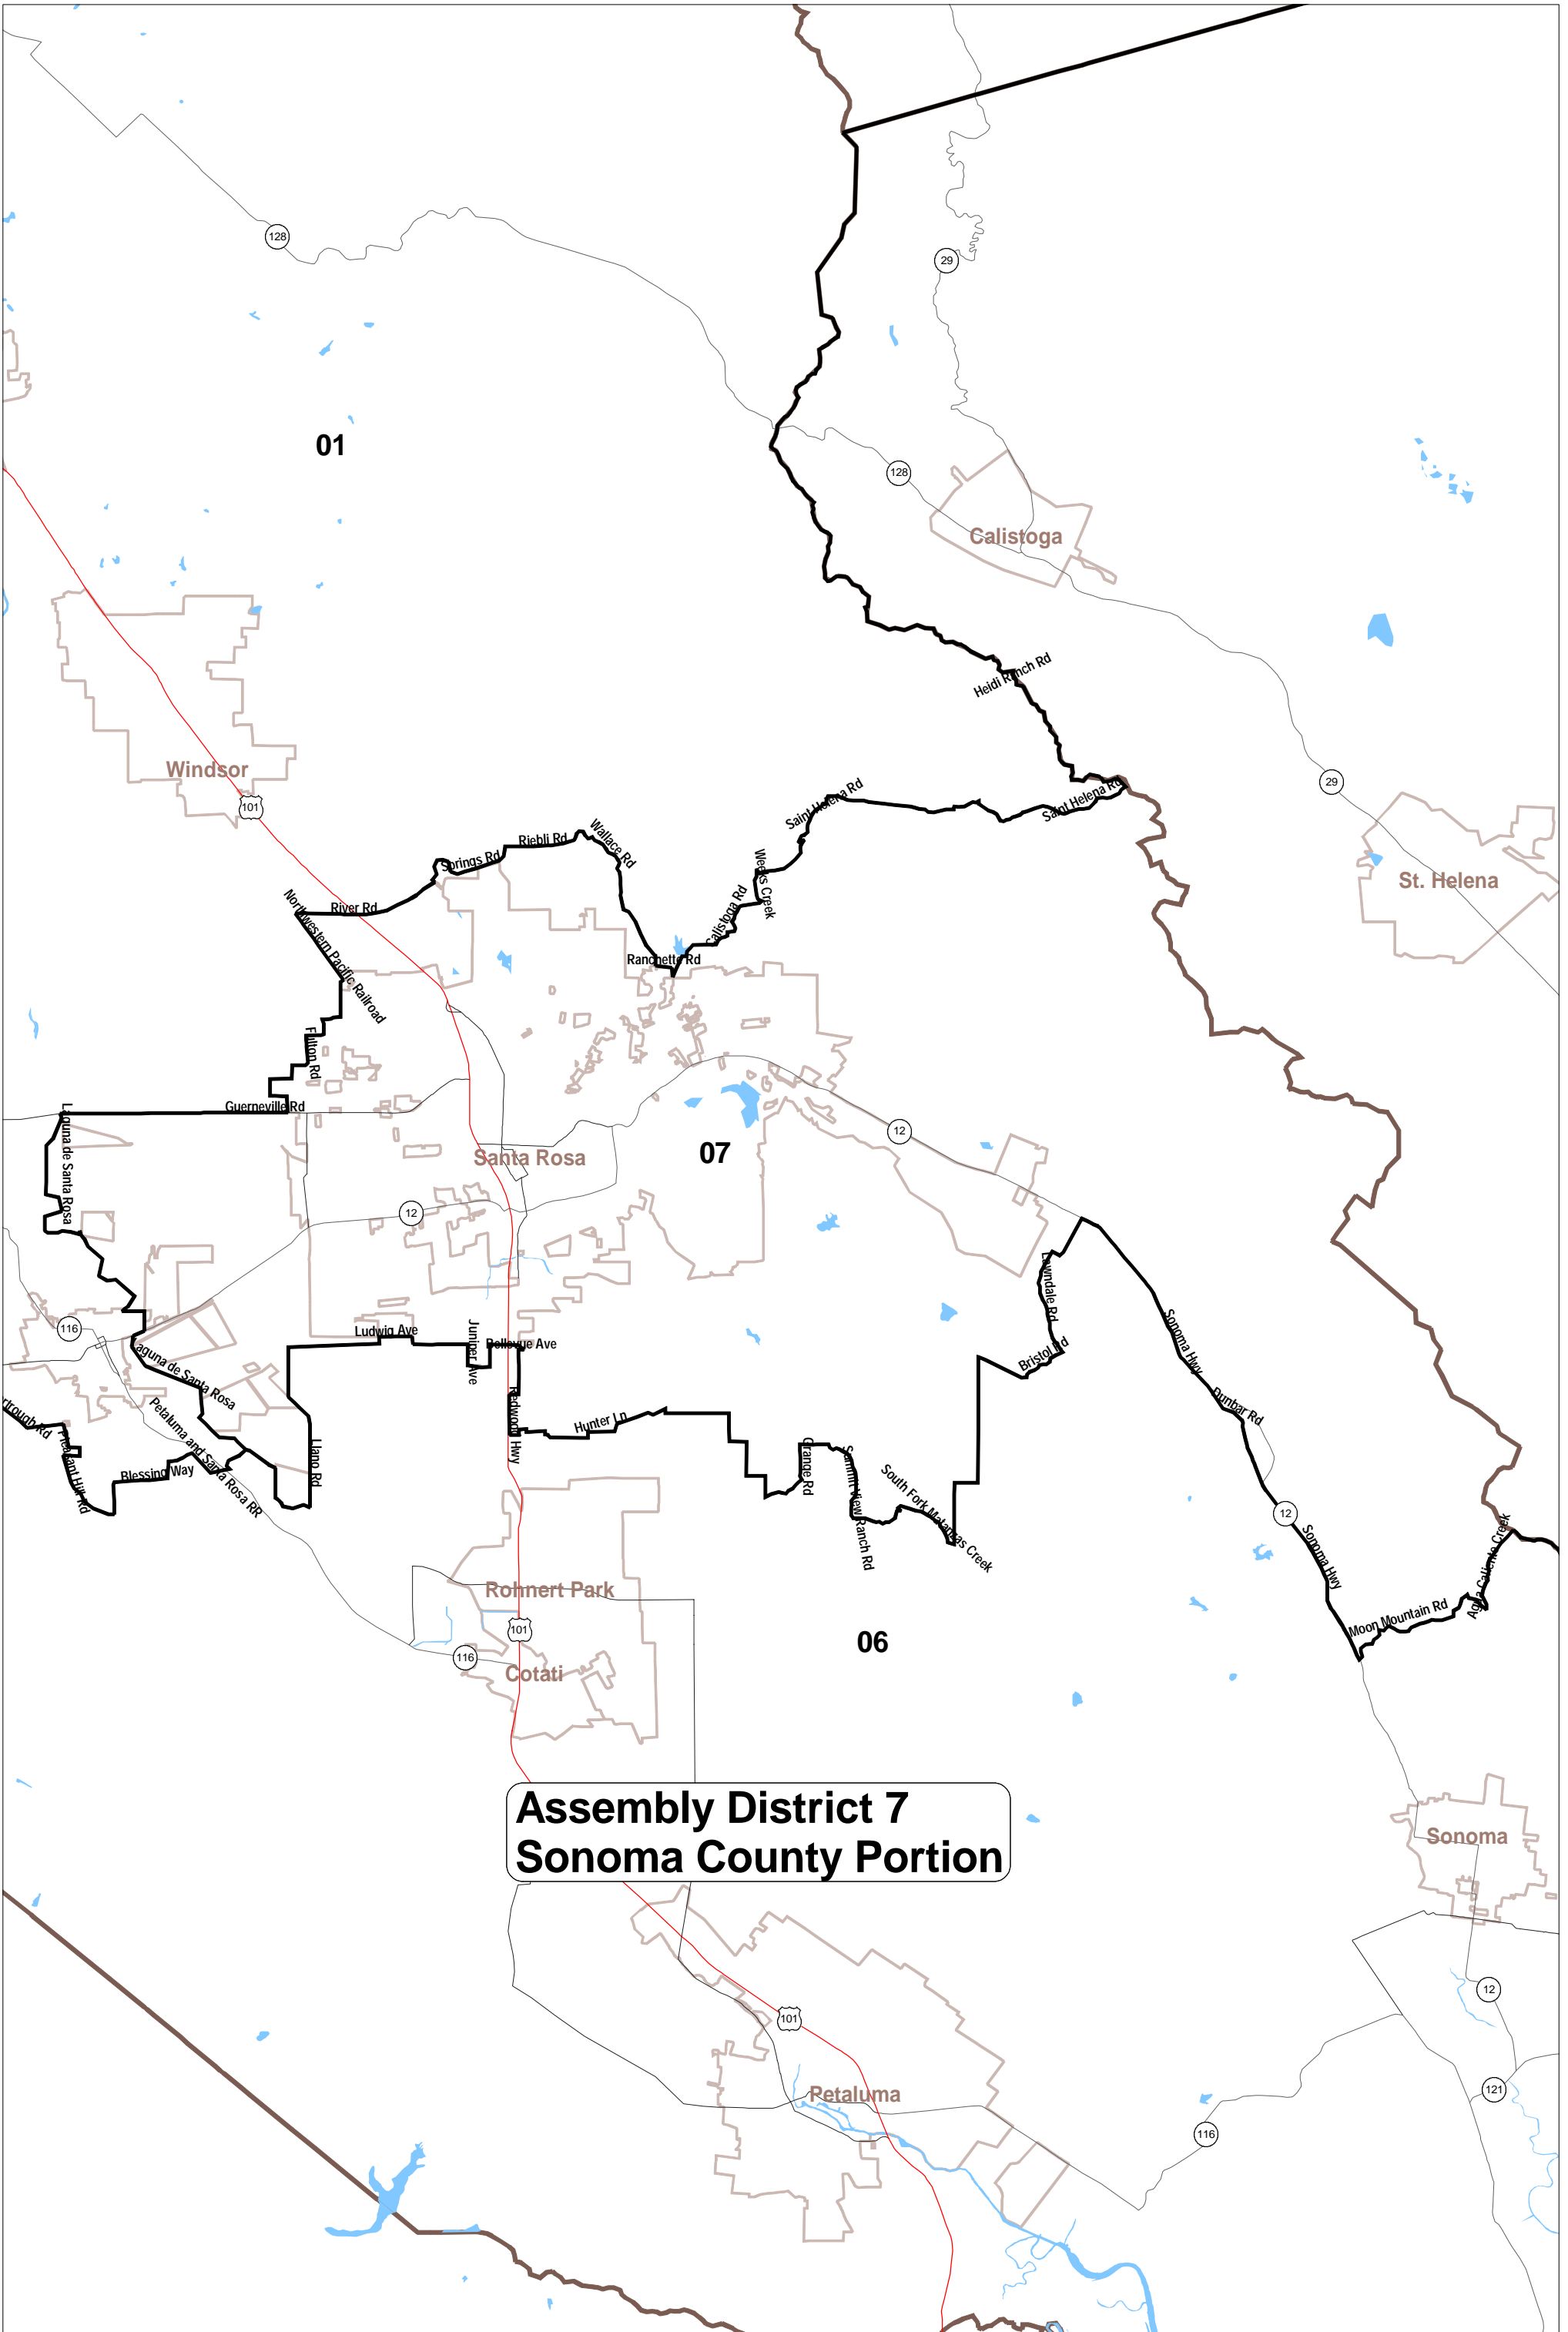 128
29
01
128
Calistoga
Heidi Ranch Rd
Windsor
101
29
Saint Helena Rd
Saint Helena Rd
Wallace Rd
Riebli Rd
Springs Rd
Weeks Creek
St. Helena
Northwestern Pacific Railroad
River Rd
Calistoga Rd
Ranchette Rd
Fulton Rd
Guerneville Rd
Laguna de Santa Rosa
12
Santa Rosa
07
12
Lawndale Rd
116
Ludwig Ave
Juniper Ave
Bellevue Ave
Sonoma Hwy
Laguna de Santa Rosa
Bristol Rd
Dunbar Rd
Redwood Hwy
Hunter Ln
Petaluma and Santa Rosa RR
Pleasant Hill Rd
Blessing Way
Llano Rd
Grange Rd
Summit View Ranch Rd
South Fork Matanzas Creek
12
Sonoma Hwy
Agua Caliente Creek
Moon Mountain Rd
Rohnert Park
101
06
116
Cotati
Assembly District 7
Sonoma County Portion
Sonoma
12
101
Petaluma
121
116